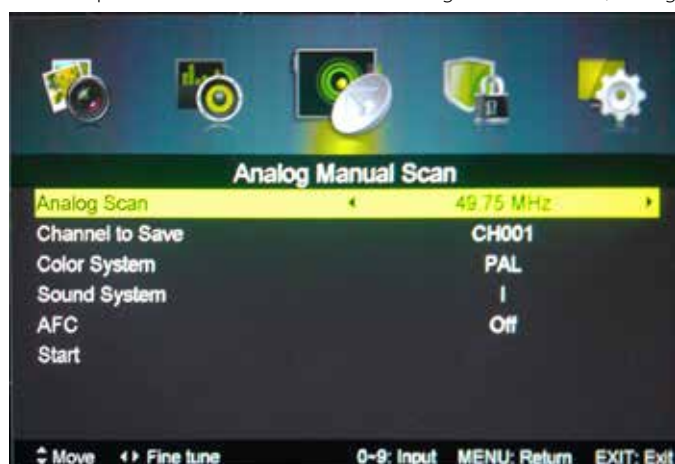 Analog Manual Scan
Analog Scan 49.75 MHz
Channel to Save CH001
Color System PAL
Sound System I
AFC Off
Start
Move Fine tune 0~9: Input MENU: Return EXIT: Exit